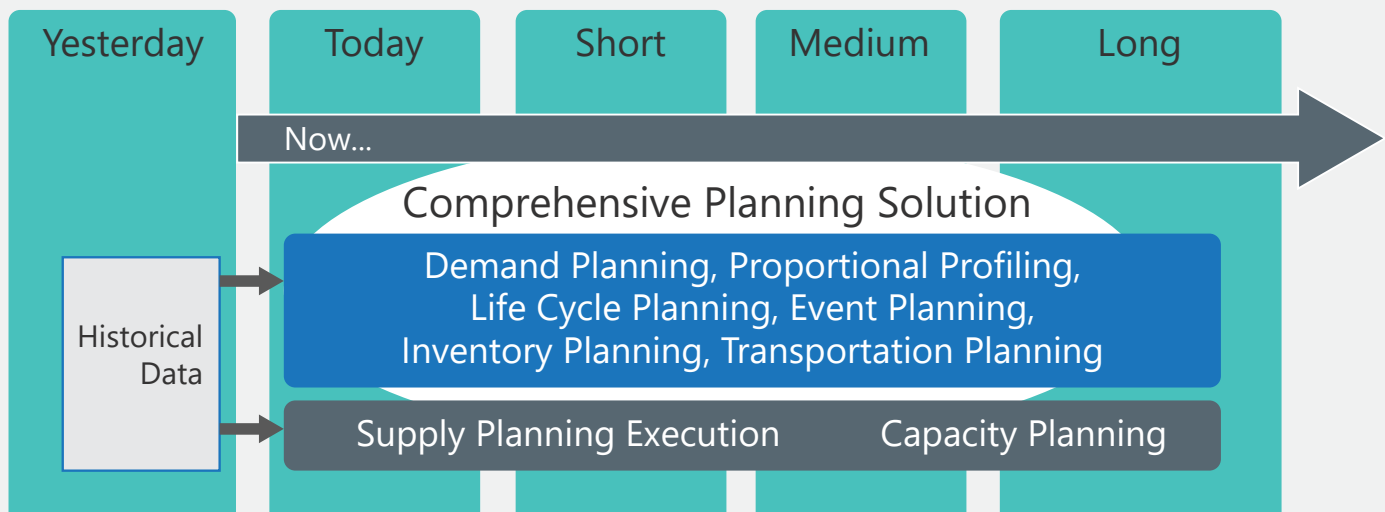 Yesterday
Today
Short
Medium
Long
Now...
Comprehensive Planning Solution
Historical
Data
Demand Planning, Proportional Profiling,
Life Cycle Planning, Event Planning,
Inventory Planning, Transportation Planning
Supply Planning Execution
Capacity Planning